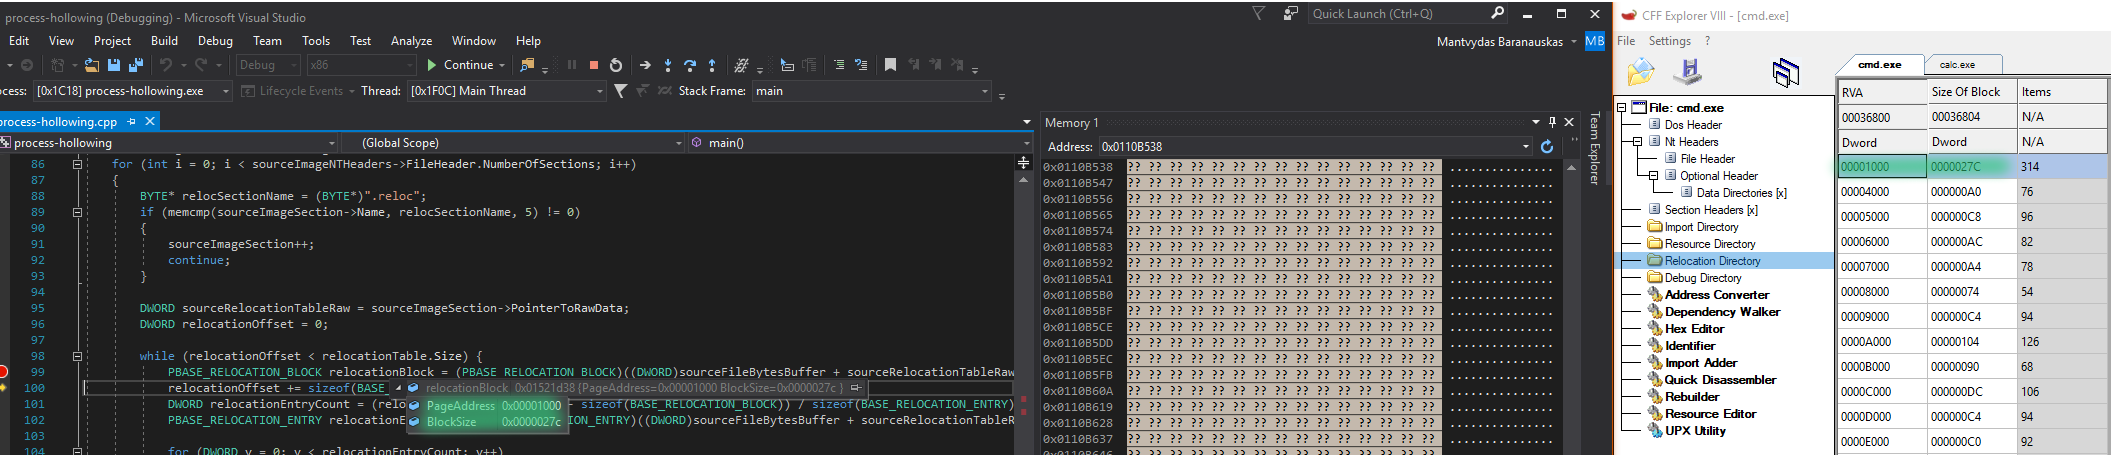 process-hollowing (Debugging) - Microsoft Visual Studio
Quick Launch (Ctrl+Q)
File Edit View Project Build Debug Team Tools Test Analyze Window Help
Mantvydas Baranauskas MB
Debug x86 Continue
Process: [0x1C18] process-hollowing.exe Lifecycle Events Thread: [0x1F0C] Main Thread Stack Frame: main
process-hollowing.cpp
process-hollowing (Global Scope) main()
86 for (int i = 0; i < sourceImageNTHeaders->FileHeader.NumberOfSections; i++)
87 {
88 BYTE* relocSectionName = (BYTE*)".reloc";
89 if (memcmp(sourceImageSection->Name, relocSectionName, 5) != 0)
90 {
91 sourceImageSection++;
92 continue;
93 }
94
95 DWORD sourceRelocationTableRaw = sourceImageSection->PointerToRawData;
96 DWORD relocationOffset = 0;
98 while (relocationOffset < relocationTable.Size) {
99 PBASE_RELOCATION_BLOCK relocationBlock = (PBASE_RELOCATION_BLOCK)((DWORD)sourceFileBytesBuffer + sourceRelocationTableRaw
100 relocationOffset += sizeof(BASE_ relocationBlock 0x01521d38 {PageAddress=0x00001000 BlockSize=0x0000027c }
101 DWORD relocationEntryCount = (relo sizeof(BASE_RELOCATION_BLOCK)) / sizeof(BASE_RELOCATION_ENTRY)
PageAddress 0x00001000
102 PBASE_RELOCATION_ENTRY relocationE ON_ENTRY)((DWORD)sourceFileBytesBuffer + sourceRelocationTableR
BlockSize 0x0000027c
103
104 for (DWORD y = 0; y < relocationEntryCount; y++)
Memory 1
Address: 0x0110B538
0x0110B538 ?? ?? ?? ?? ?? ?? ?? ?? ?? ?? ?? ?? ?? ?? ?? ...............
0x0110B547 ?? ?? ?? ?? ?? ?? ?? ?? ?? ?? ?? ?? ?? ?? ?? ...............
0x0110B556 ?? ?? ?? ?? ?? ?? ?? ?? ?? ?? ?? ?? ?? ?? ?? ...............
0x0110B565 ?? ?? ?? ?? ?? ?? ?? ?? ?? ?? ?? ?? ?? ?? ?? ...............
0x0110B574 ?? ?? ?? ?? ?? ?? ?? ?? ?? ?? ?? ?? ?? ?? ?? ...............
0x0110B583 ?? ?? ?? ?? ?? ?? ?? ?? ?? ?? ?? ?? ?? ?? ?? ...............
0x0110B592 ?? ?? ?? ?? ?? ?? ?? ?? ?? ?? ?? ?? ?? ?? ?? ...............
0x0110B5A1 ?? ?? ?? ?? ?? ?? ?? ?? ?? ?? ?? ?? ?? ?? ?? ...............
0x0110B5B0 ?? ?? ?? ?? ?? ?? ?? ?? ?? ?? ?? ?? ?? ?? ?? ...............
0x0110B5BF ?? ?? ?? ?? ?? ?? ?? ?? ?? ?? ?? ?? ?? ?? ?? ...............
0x0110B5CE ?? ?? ?? ?? ?? ?? ?? ?? ?? ?? ?? ?? ?? ?? ?? ...............
0x0110B5DD ?? ?? ?? ?? ?? ?? ?? ?? ?? ?? ?? ?? ?? ?? ?? ...............
0x0110B5EC ?? ?? ?? ?? ?? ?? ?? ?? ?? ?? ?? ?? ?? ?? ?? ...............
0x0110B5FB ?? ?? ?? ?? ?? ?? ?? ?? ?? ?? ?? ?? ?? ?? ?? ...............
0x0110B60A ?? ?? ?? ?? ?? ?? ?? ?? ?? ?? ?? ?? ?? ?? ?? ...............
0x0110B619 ?? ?? ?? ?? ?? ?? ?? ?? ?? ?? ?? ?? ?? ?? ?? ...............
0x0110B628 ?? ?? ?? ?? ?? ?? ?? ?? ?? ?? ?? ?? ?? ?? ?? ...............
0x0110B637 ?? ?? ?? ?? ?? ?? ?? ?? ?? ?? ?? ?? ?? ?? ?? ...............
0x0110B646 ?? ?? ?? ?? ?? ?? ?? ?? ?? ?? ?? ?? ?? ?? ?? ...............
Team Explorer
CFF Explorer VIII - [cmd.exe]
File Settings ?
cmd.exe calc.exe
File: cmd.exe
Dos Header
Nt Headers
File Header
Optional Header
Data Directories [x]
Section Headers [x]
Import Directory
Resource Directory
Relocation Directory
Debug Directory
Address Converter
Dependency Walker
Hex Editor
Identifier
Import Adder
Quick Disassembler
Rebuilder
Resource Editor
UPX Utility
RVA Size Of Block Items
00036800 00036804 N/A
Dword Dword N/A
00001000 0000027C 314
00004000 000000A0 76
00005000 000000C8 96
00006000 000000AC 82
00007000 000000A4 78
00008000 00000074 54
00009000 000000C4 94
0000A000 00000104 126
0000B000 00000090 68
0000C000 000000DC 106
0000D000 000000C4 94
0000E000 000000C0 92